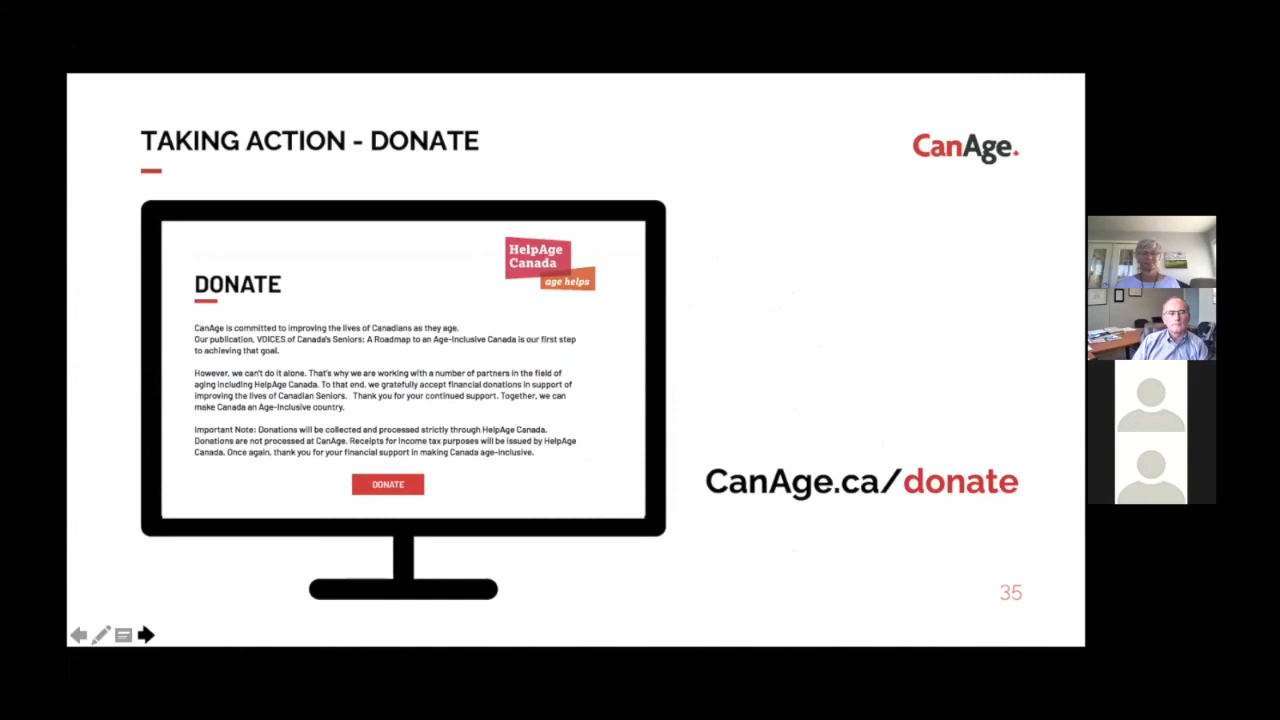 TAKING ACTION - DONATE
CanAge.
HelpAge
Canada
age helps
DONATE
CanAge is committed to improving the lives of Canadians as they age.
Our publication, VOICES of Canada's Seniors: A Roadmap to an Age-Inclusive Canada is our first step
to achieving that goal.
However, we can't do it alone. That's why we are working with a number of partners in the field of
aging including HelpAge Canada. To that end, we gratefully accept financial donations in support of
improving the lives of Canadian Seniors. Thank you for your continued support. Together, we can
make Canada an Age-Inclusive country.
Important Note: Donations will be collected and processed strictly through HelpAge Canada.
Donations are not processed at CanAge. Receipts for income tax purposes will be issued by HelpAge
Canada. Once again, thank you for your financial support in making Canada age-inclusive.
DONATE
CanAge.ca/donate
35